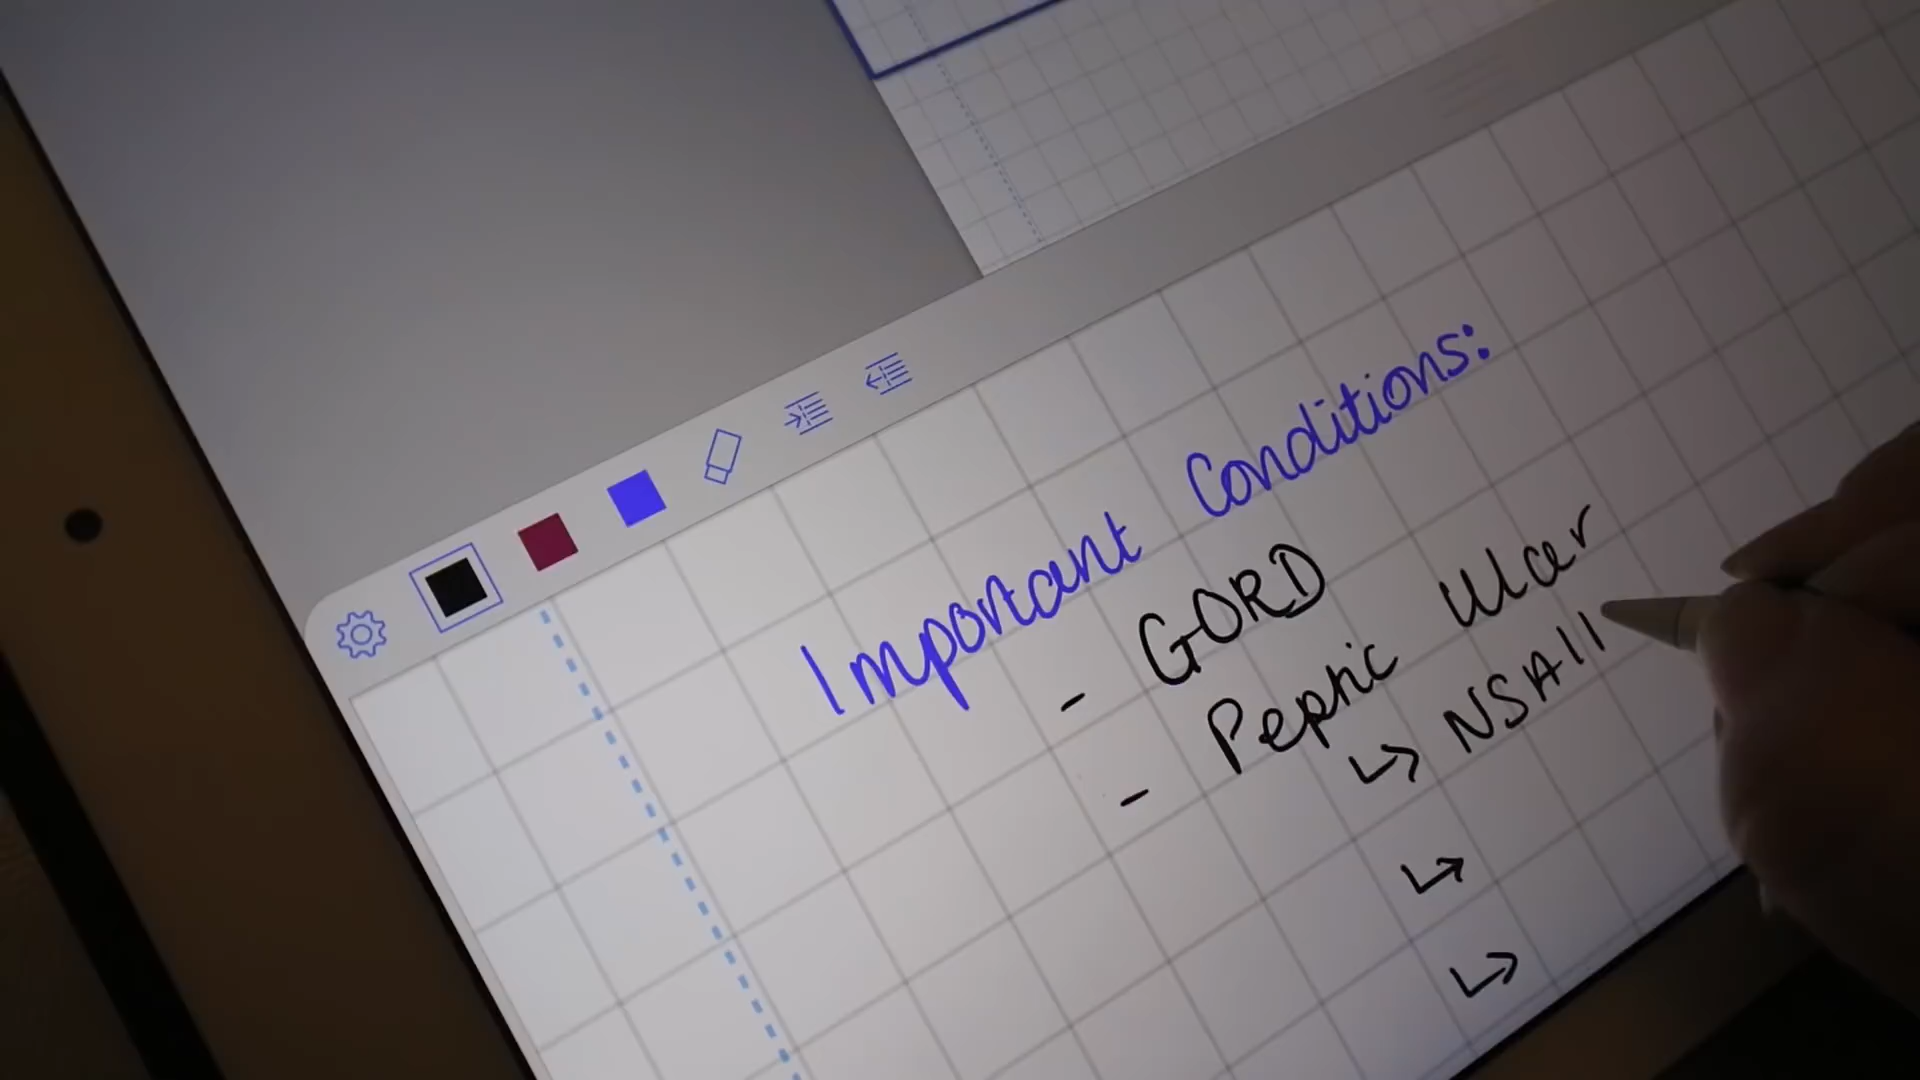 Important Conditions:
- GORD
- Peptic Ulcer
↳ NSAI
↳
↳